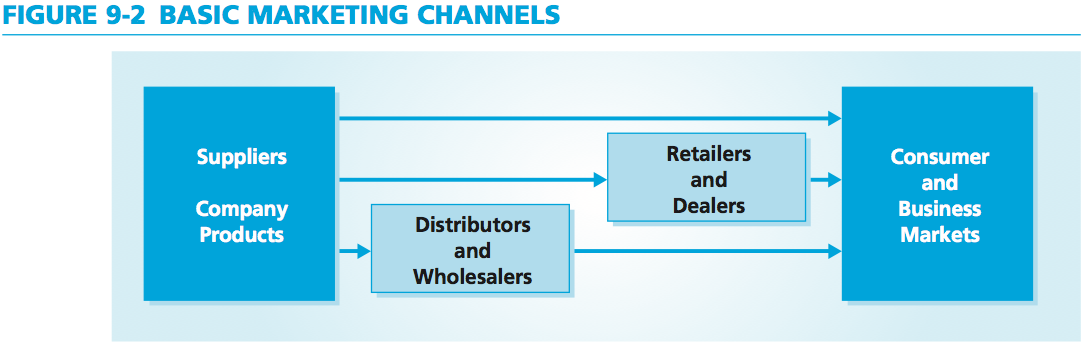 FIGURE 9-2 BASIC MARKETING CHANNELS
Suppliers
Company
Products
Distributors
and
Wholesalers
Retailers
and
Dealers
Consumer
and
Business
Markets